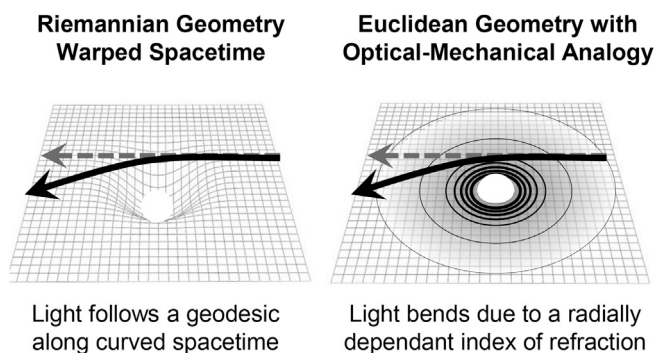 Riemannian Geometry
Warped Spacetime
Euclidean Geometry with
Optical-Mechanical Analogy
Light follows a geodesic
along curved spacetime
Light bends due to a radially
dependant index of refraction